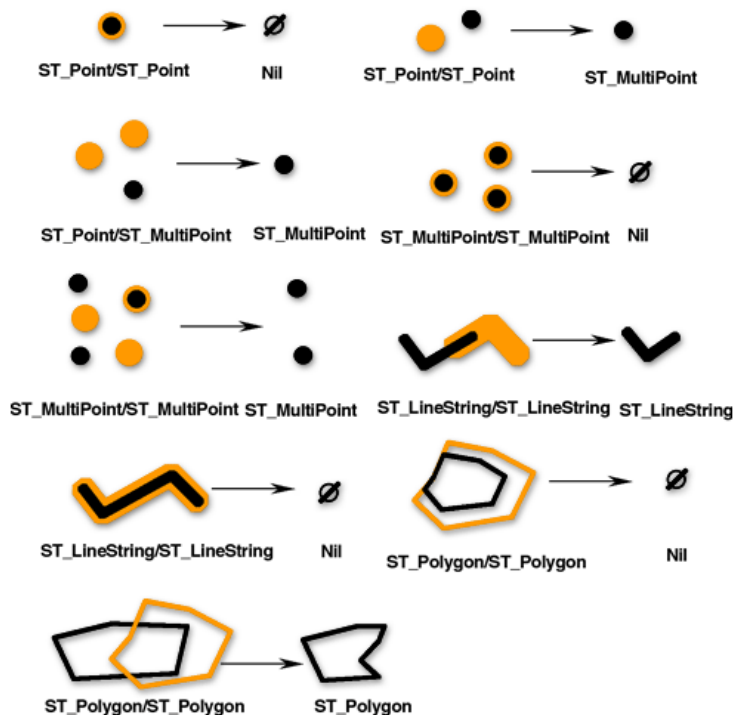 ST_Point/ST_Point Nil
ST_Point/ST_Point ST_MultiPoint
ST_Point/ST_MultiPoint ST_MultiPoint
ST_MultiPoint/ST_MultiPoint Nil
ST_MultiPoint/ST_MultiPoint ST_MultiPoint
ST_LineString/ST_LineString ST_LineString
ST_LineString/ST_LineString Nil
ST_Polygon/ST_Polygon Nil
ST_Polygon/ST_Polygon ST_Polygon